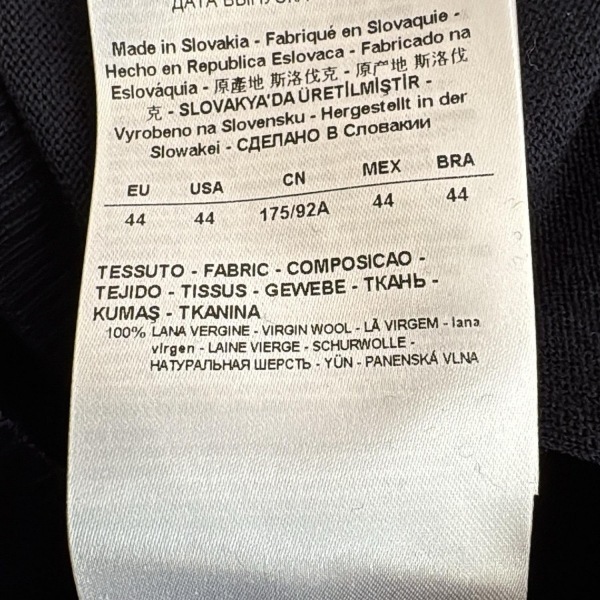 ДАТА ВЫПУСКА
Made in Slovakia - Fabriqué en Slovaquie -
Hecho en Republica Eslovaca - Fabricado na
Eslováquia - 原產地 斯洛伐克 - 原产地 斯洛伐
克 - SLOVAKYA'DA ÜRETİLMİŞTİR -
Vyrobeno na Slovensku - Hergestellt in der
Slowakei - СДЕЛАНО В Словакии
EU USA CN MEX BRA
44 44 175/92A 44 44
TESSUTO - FABRIC - COMPOSICAO -
TEJIDO - TISSUS - GEWEBE - ТКАНЬ -
KUMAŞ - TKANINA
100% LANA VERGINE - VIRGIN WOOL - LÃ VIRGEM - lana
virgen - LAINE VIERGE - SCHURWOLLE -
НАТУРАЛЬНАЯ ШЕРСТЬ - YÜN - PANENSKÁ VLNA